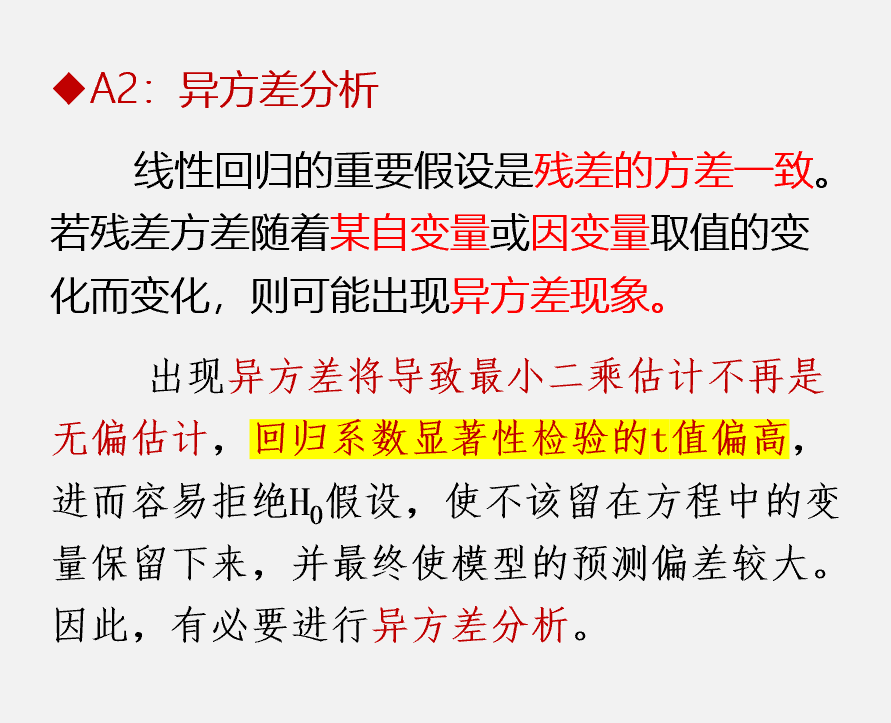 ◆A2：异方差分析
线性回归的重要假设是残差的方差一致。
若残差方差随着某自变量或因变量取值的变
化而变化，则可能出现异方差现象。
出现异方差将导致最小二乘估计不再是
无偏估计，回归系数显著性检验的t值偏高，
进而容易拒绝H₀假设，使不该留在方程中的变
量保留下来，并最终使模型的预测偏差较大。
因此，有必要进行异方差分析。